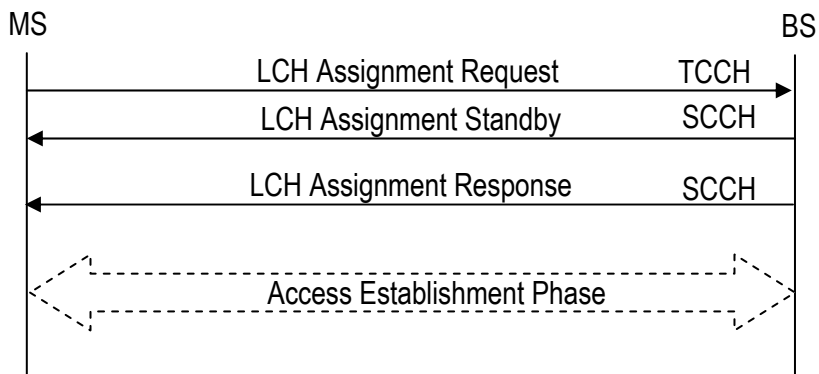 MS BS
LCH Assignment Request TCCH
LCH Assignment Standby SCCH
LCH Assignment Response SCCH
Access Establishment Phase